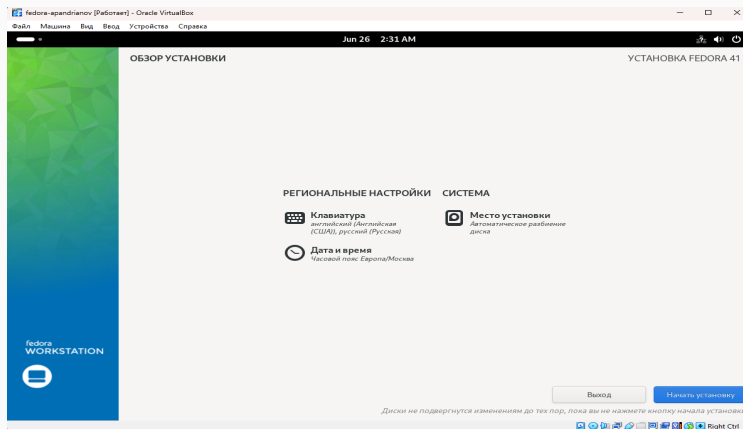 fedora-apandrianov [Работает] - Oracle VirtualBox
Файл Машина Вид Ввод Устройства Справка
Jun 26 2:31 AM
ОБЗОР УСТАНОВКИ
УСТАНОВКА FEDORA 41
РЕГИОНАЛЬНЫЕ НАСТРОЙКИ
Клавиатура
английский (Английская
(США)), русский (Русская)
Дата и время
Часовой пояс Европа/Москва
СИСТЕМА
Место установки
Автоматическое разбиение
диска
fedora
WORKSTATION
Выход
Начать установку
Диски не подвергнутся изменениям до тех пор, пока вы не нажмете кнопку начала установки
Right Ctrl